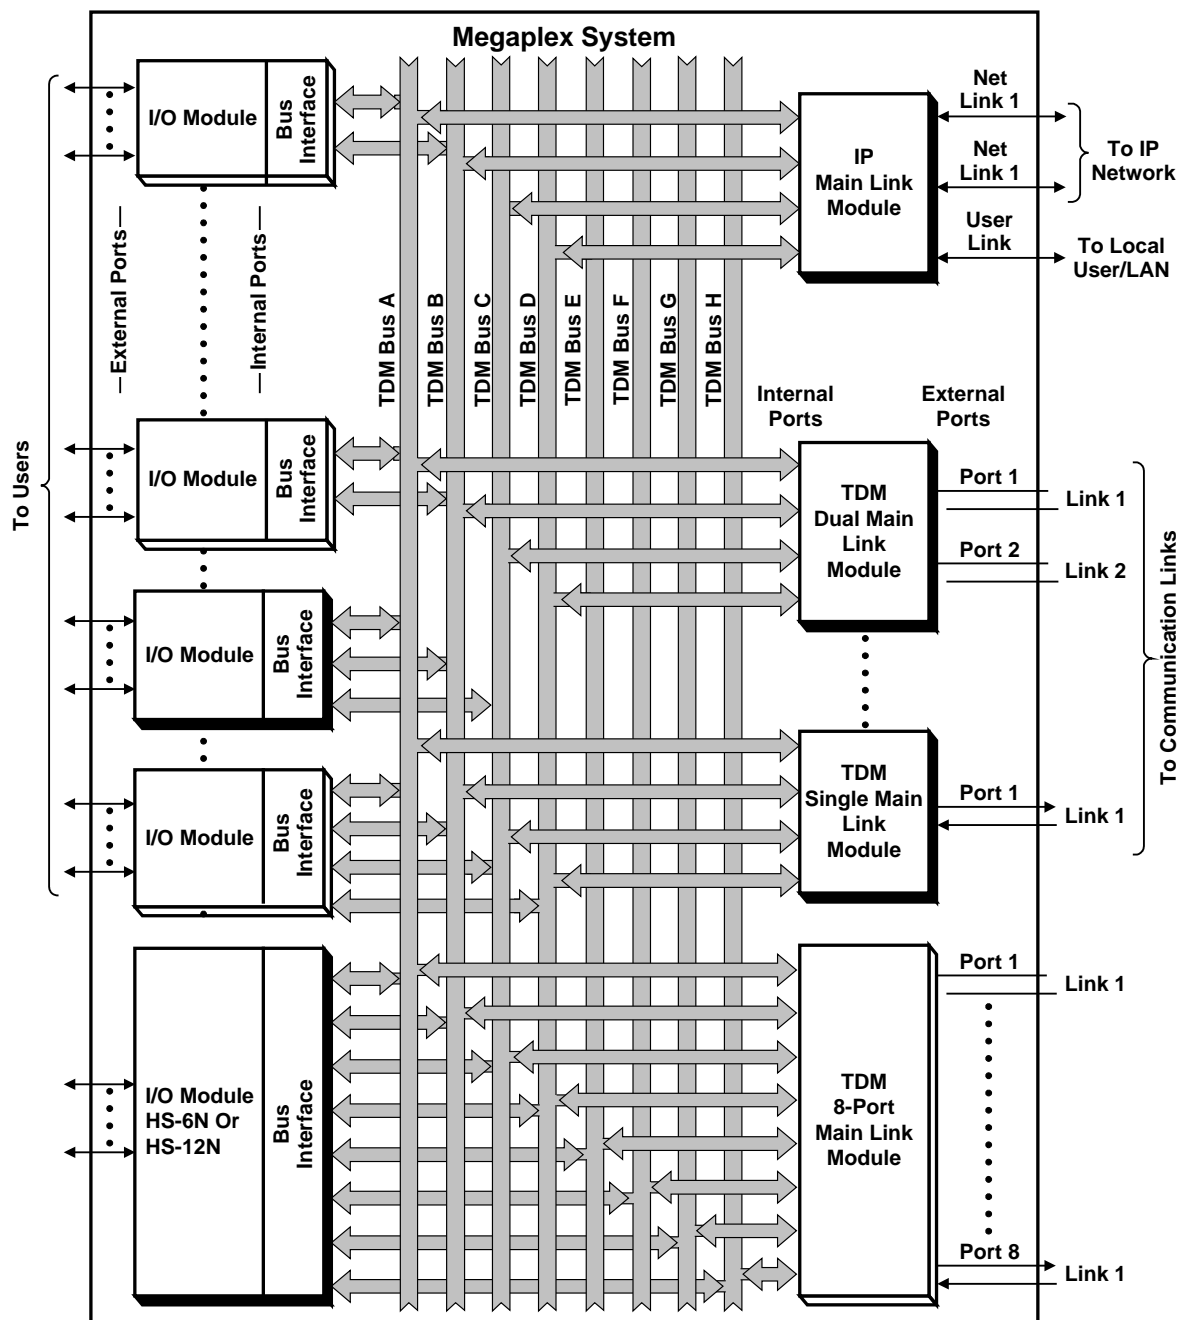 Megaplex System
I/O Module
Bus
Interface
IP
Main Link
Module
Net
Link 1
Net
Link 1
To IP
Network
User
Link
To Local
User/LAN
External Ports
Internal Ports
TDM Bus A
TDM Bus B
TDM Bus C
TDM Bus D
TDM Bus E
TDM Bus F
TDM Bus G
TDM Bus H
To Users
Internal
Ports
External
Ports
I/O Module
Bus
Interface
TDM
Dual Main
Link
Module
Port 1
Link 1
Port 2
Link 2
To Communication Links
I/O Module
Bus
Interface
I/O Module
Bus
Interface
TDM
Single Main
Link
Module
Port 1
Link 1
I/O Module
HS-6N Or
HS-12N
Bus
Interface
TDM
8-Port
Main Link
Module
Port 1
Link 1
Port 8
Link 1